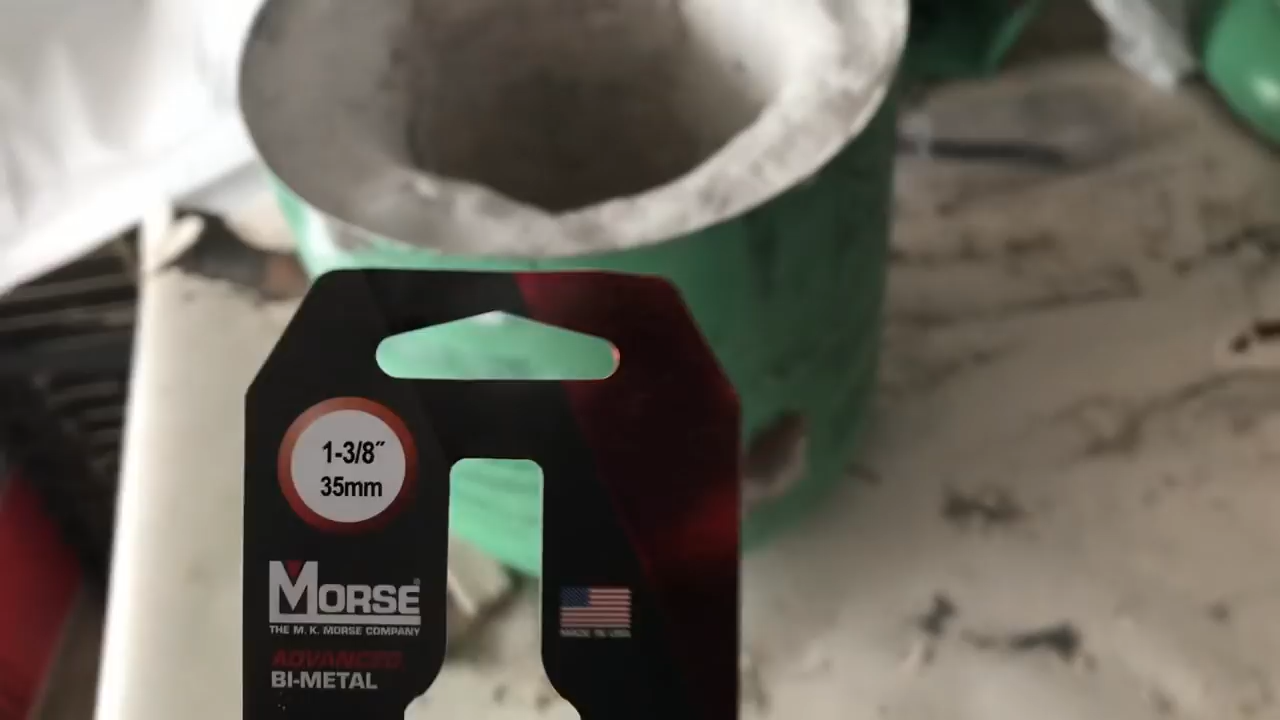 1-3/8"
35mm
MORSE®
THE M. K. MORSE COMPANY
ADVANCED
BI-METAL
MADE IN USA